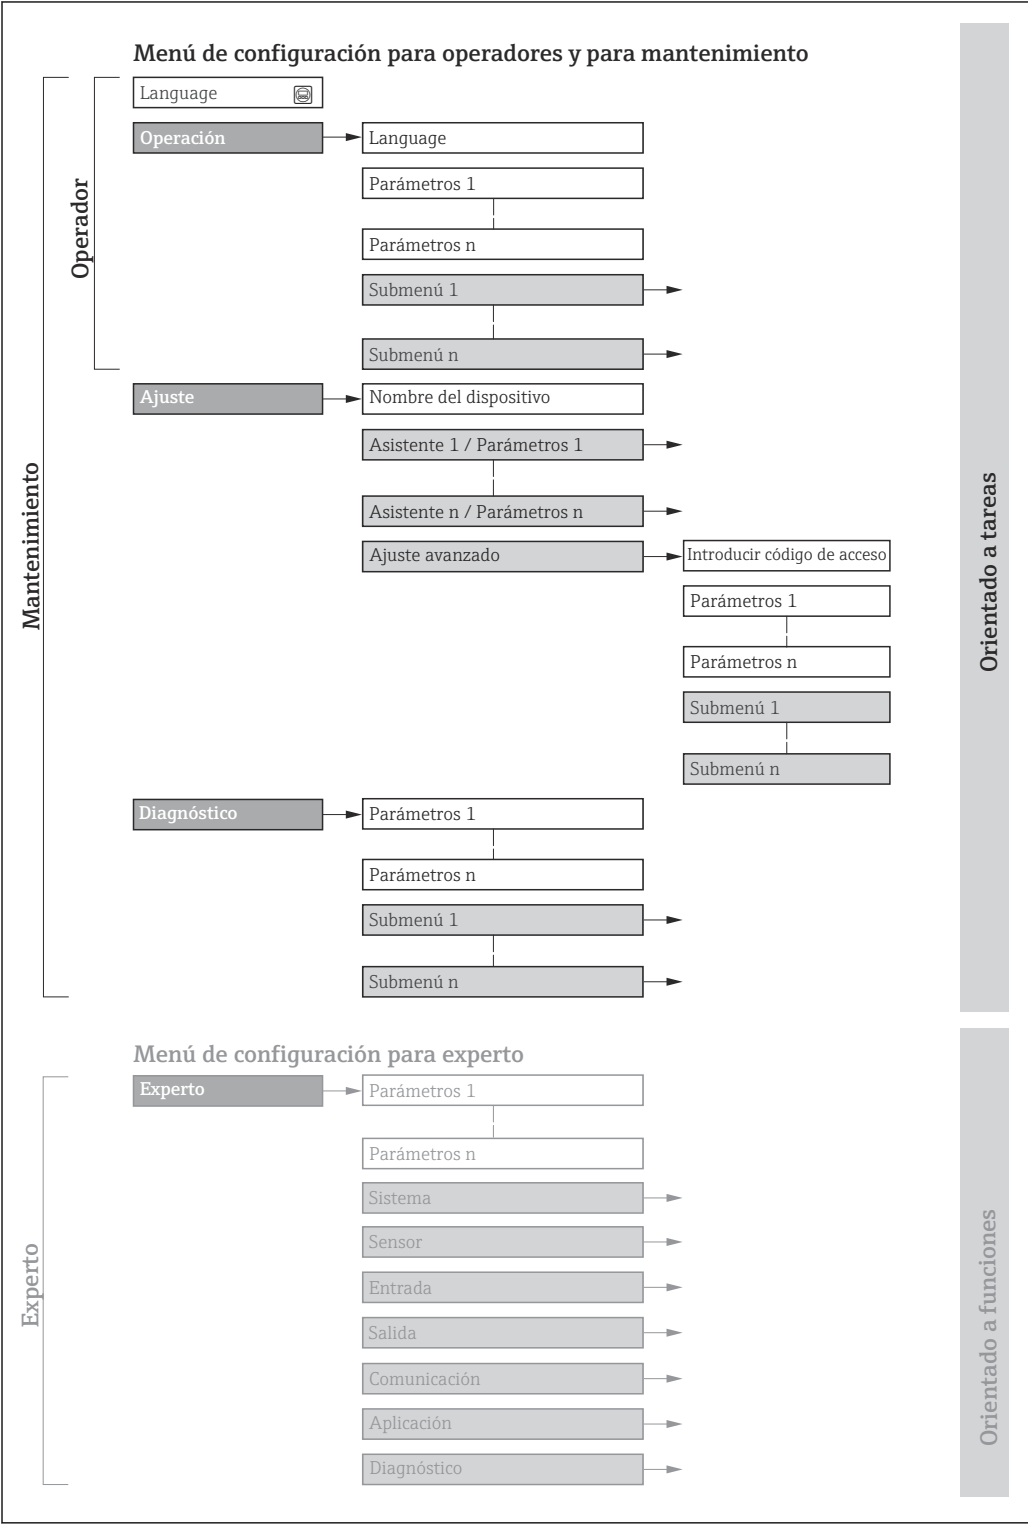 Menú de configuración para operadores y para mantenimiento
Language
Operación
Language
Parámetros 1
Parámetros n
Submenú 1
Submenú n
Operador
Ajuste
Nombre del dispositivo
Asistente 1 / Parámetros 1
Asistente n / Parámetros n
Ajuste avanzado
Introducir código de acceso
Parámetros 1
Parámetros n
Submenú 1
Submenú n
Mantenimiento
Orientado a tareas
Diagnóstico
Parámetros 1
Parámetros n
Submenú 1
Submenú n
Menú de configuración para experto
Experto
Parámetros 1
Parámetros n
Sistema
Sensor
Entrada
Salida
Comunicación
Aplicación
Diagnóstico
Experto
Orientado a funciones